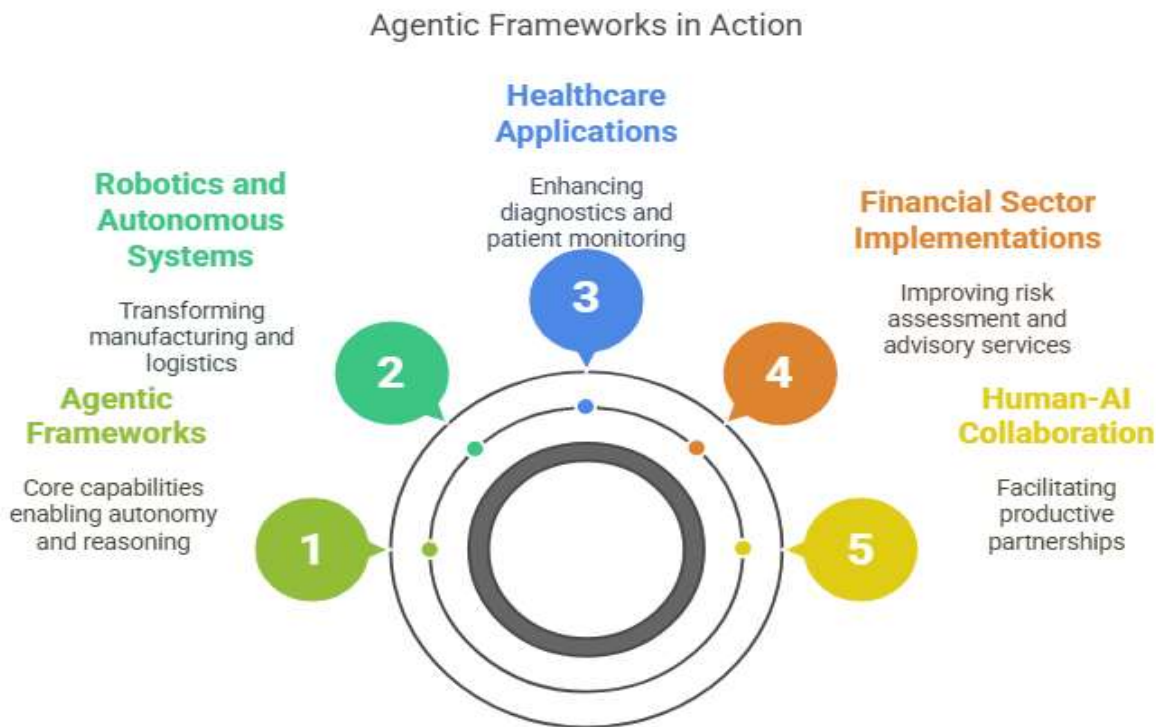 Agentic Frameworks in Action
Agentic
Frameworks
Core capabilities
enabling autonomy
and reasoning
1
Robotics and
Autonomous
Systems
Transforming
manufacturing and
logistics
2
Healthcare
Applications
Enhancing
diagnostics and
patient monitoring
3
Financial Sector
Implementations
Improving risk
assessment and
advisory services
4
Human-AI
Collaboration
Facilitating
productive
partnerships
5